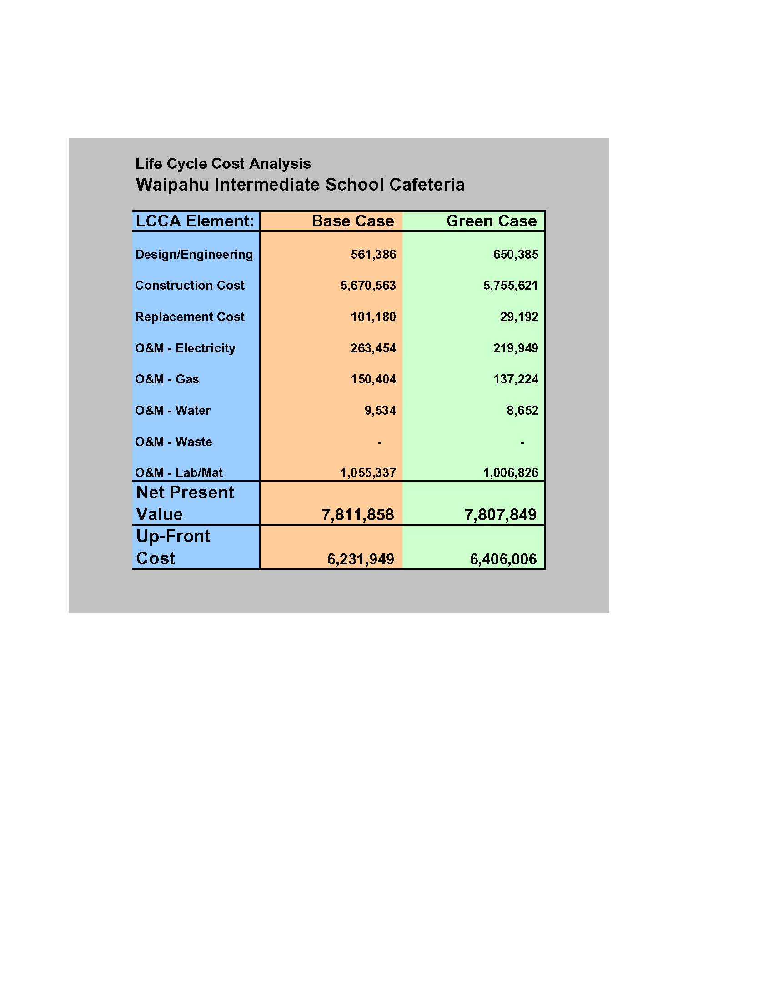 Life Cycle Cost Analysis
Waipahu Intermediate School Cafeteria
LCCA Element: Base Case Green Case
Design/Engineering 561,386 650,385
Construction Cost 5,670,563 5,755,621
Replacement Cost 101,180 29,192
O&M - Electricity 263,454 219,949
O&M - Gas 150,404 137,224
O&M - Water 9,534 8,652
O&M - Waste - -
O&M - Lab/Mat 1,055,337 1,006,826
Net Present
Value 7,811,858 7,807,849
Up-Front
Cost 6,231,949 6,406,006